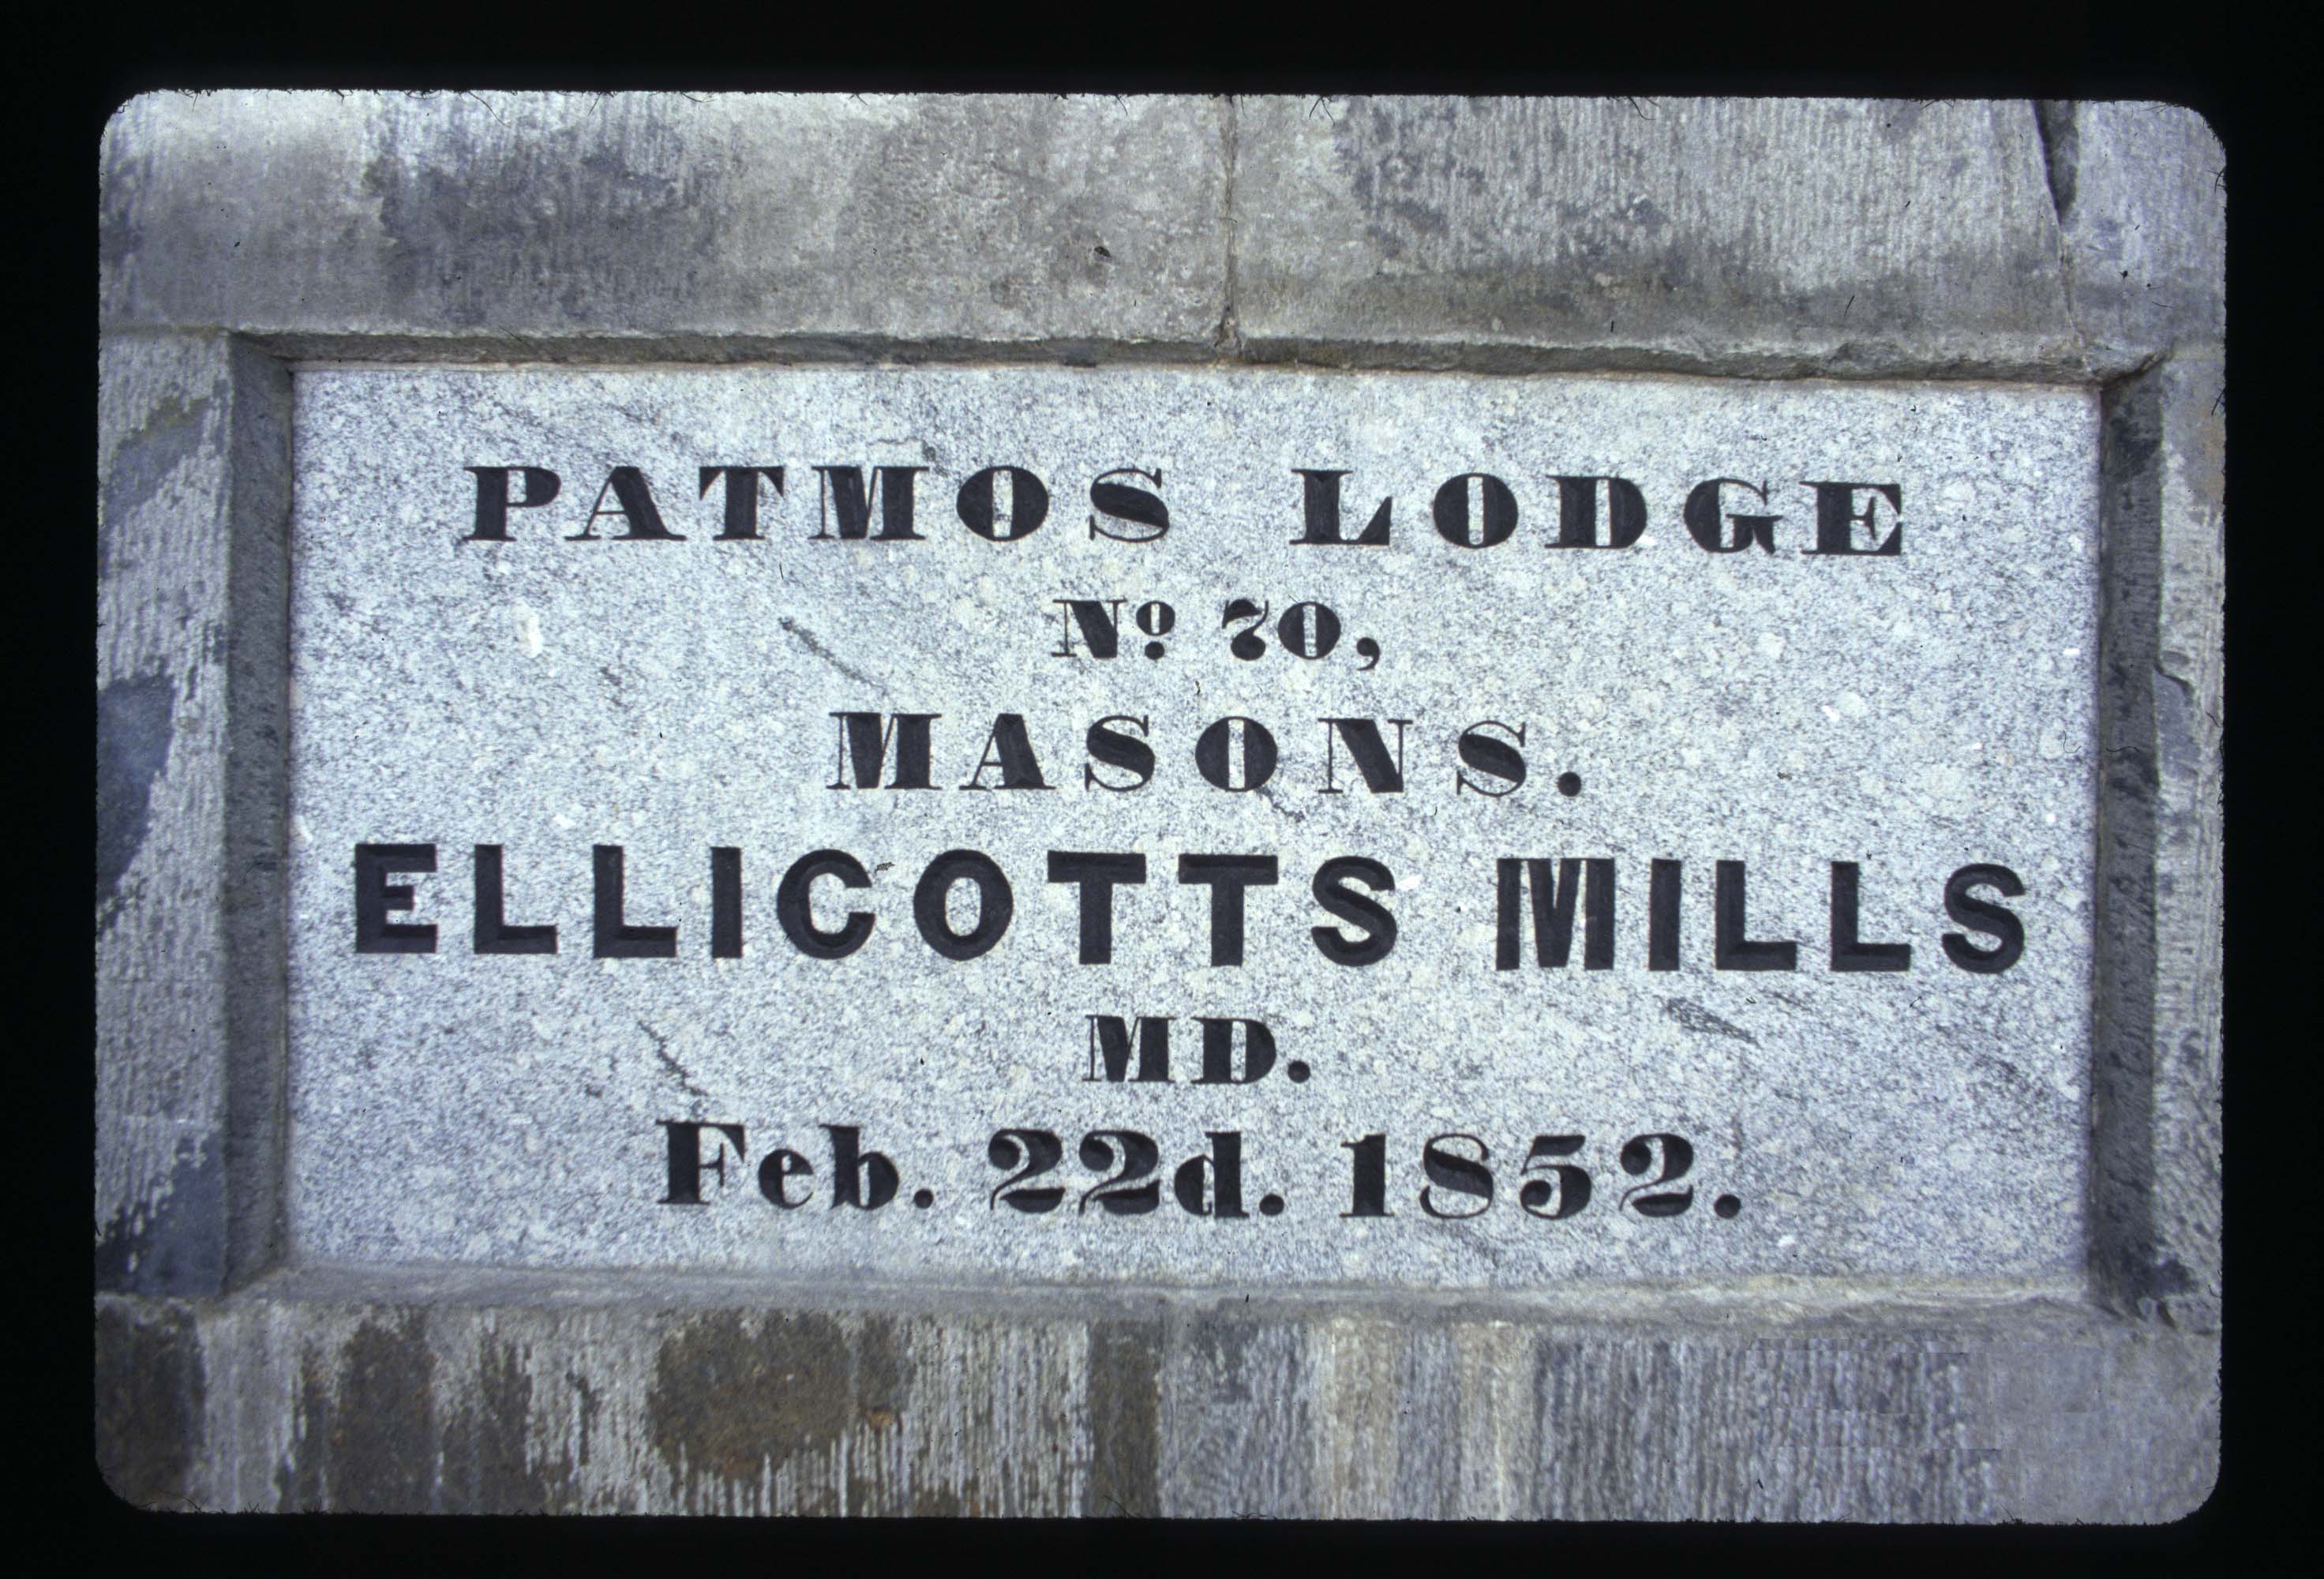 PATMOS LODGE
Nº 70,
MASONS.
ELLICOTTS MILLS
MD.
Feb. 22d. 1852.